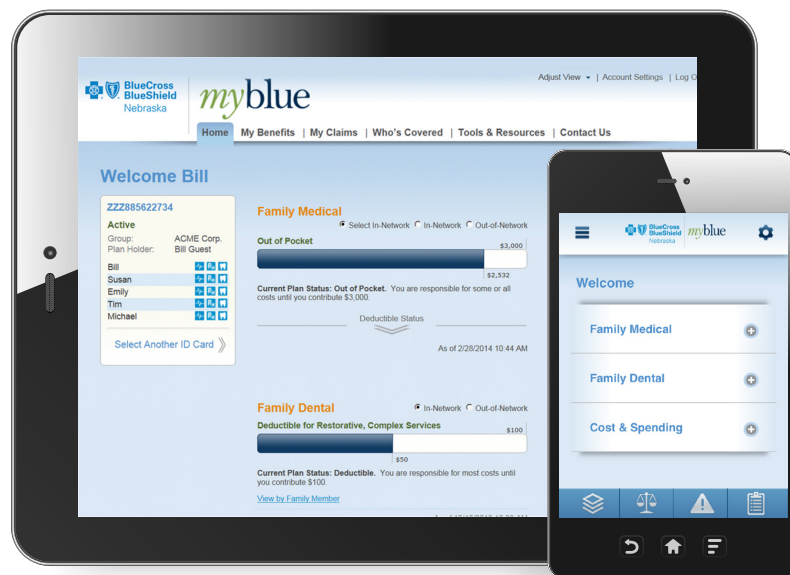 Adjust View | Account Settings | Log O
BlueCross
BlueShield
Nebraska
myblue
Home My Benefits | My Claims | Who's Covered | Tools & Resources | Contact Us
Welcome Bill
ZZZ885622734
Active
Group: ACME Corp.
Plan Holder: Bill Guest
Bill
Susan
Emily
Tim
Michael
Select Another ID Card
Family Medical
Select In-Network In-Network Out-of-Network
Out of Pocket
$3,000
$2,532
Current Plan Status: Out of Pocket. You are responsible for some or all
costs until you contribute $3,000.
Deductible Status
As of 2/28/2014 10:44 AM
Family Dental
In-Network Out-of-Network
Deductible for Restorative, Complex Services
$100
$50
Current Plan Status: Deductible. You are responsible for most costs until
you contribute $100.
View by Family Member
BlueCross
BlueShield
Nebraska
myblue
Welcome
Family Medical
Family Dental
Cost & Spending